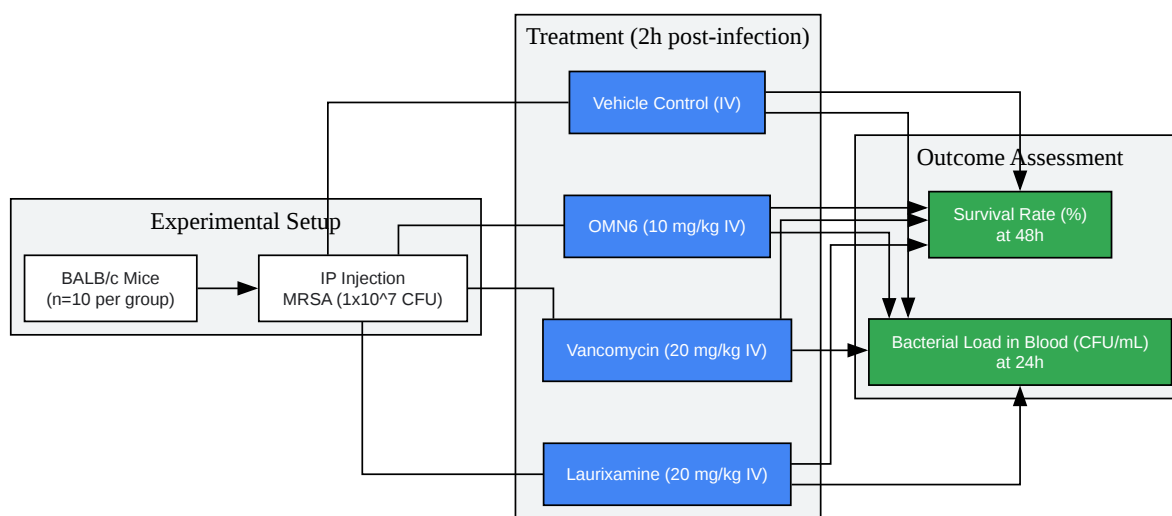 Experimental Setup
BALB/c Mice
(n=10 per group)
IP Injection
MRSA (1x10^7 CFU)
Treatment (2h post-infection)
Vehicle Control (IV)
OMN6 (10 mg/kg IV)
Vancomycin (20 mg/kg IV)
Laurixamine (20 mg/kg IV)
Outcome Assessment
Survival Rate (%)
at 48h
Bacterial Load in Blood (CFU/mL)
at 24h